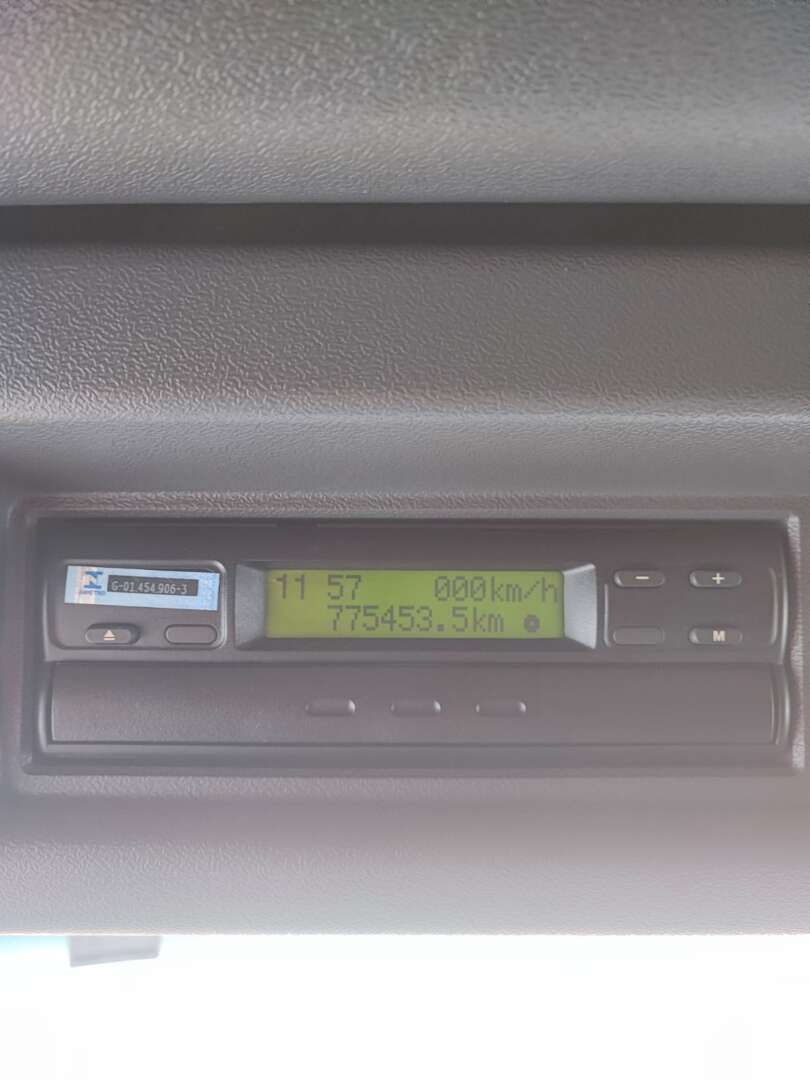 G-01.454.906-3
11 57 000km/h
775453.5km
- +
M